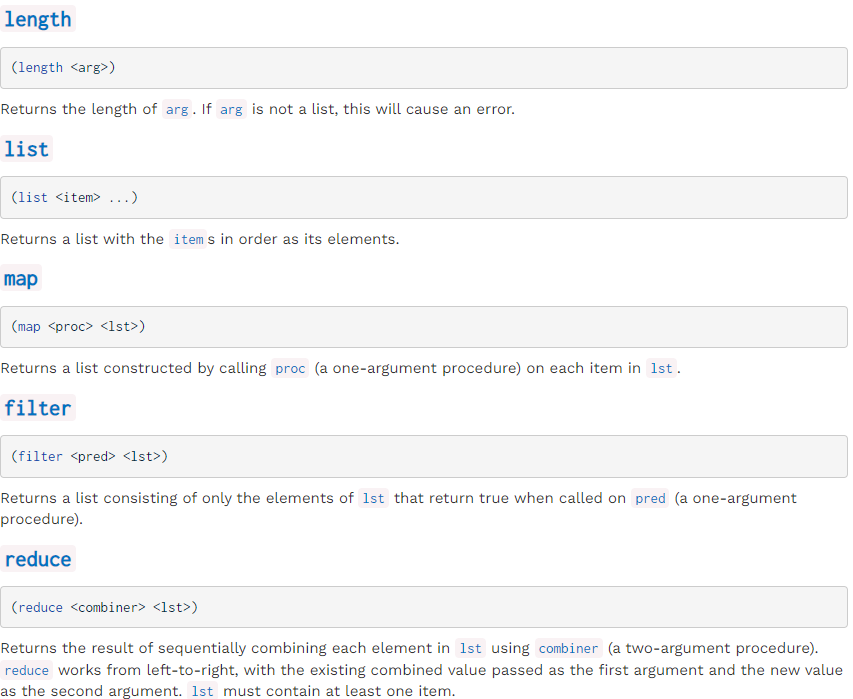 length
(length <arg>)
Returns the length of arg. If arg is not a list, this will cause an error.
list
(list <item> ...)
Returns a list with the items in order as its elements.
map
(map <proc> <lst>)
Returns a list constructed by calling proc (a one-argument procedure) on each item in lst.
filter
(filter <pred> <lst>)
Returns a list consisting of only the elements of lst that return true when called on pred (a one-argument
procedure).
reduce
(reduce <combiner> <lst>)
Returns the result of sequentially combining each element in lst using combiner (a two-argument procedure).
reduce works from left-to-right, with the existing combined value passed as the first argument and the new value
as the second argument. lst must contain at least one item.